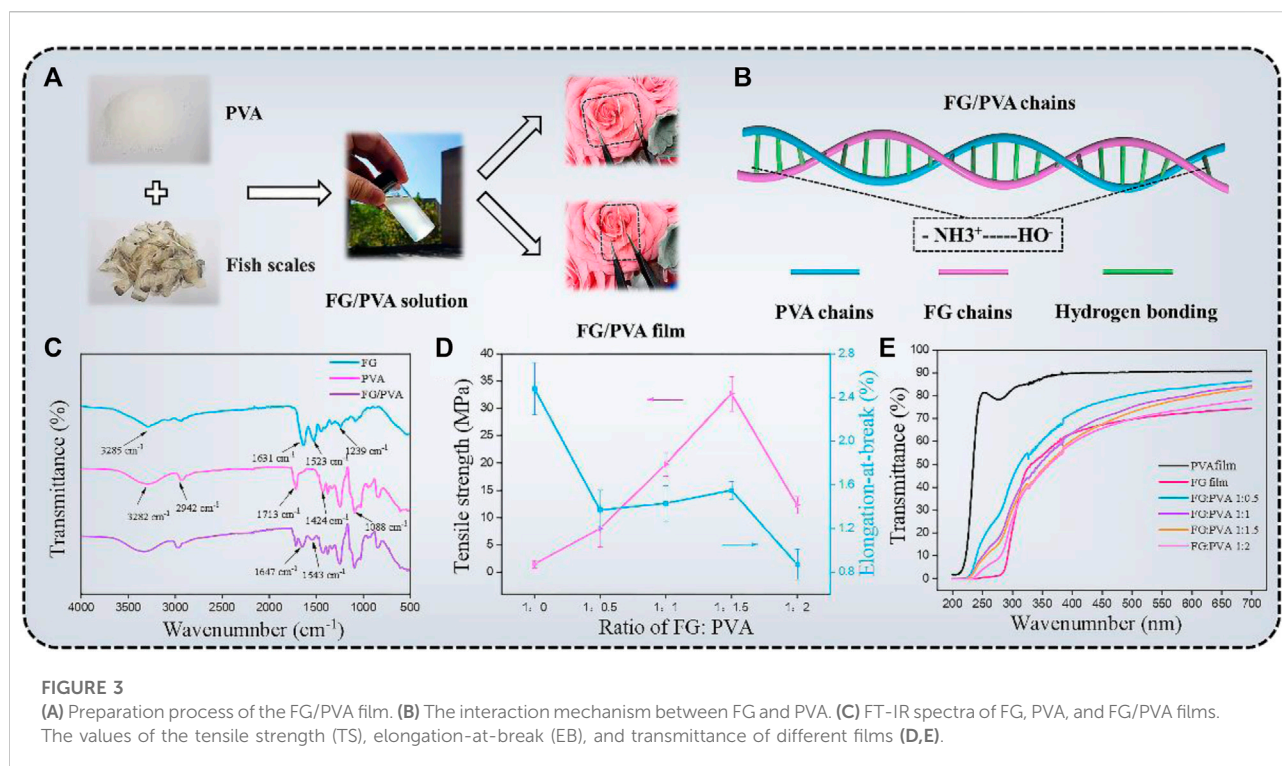 A
PVA
Fish scales
FG/PVA solution
FG/PVA film
B
FG/PVA chains
- NH3⁺-----HO⁻
PVA chains
FG chains
Hydrogen bonding
C
Transmittance (%)
FG
PVA
FG/PVA
3285 cm⁻¹
1631 cm⁻¹
1523 cm⁻¹
1239 cm⁻¹
3282 cm⁻¹
2942 cm⁻¹
1713 cm⁻¹
1424 cm⁻¹
1088 cm⁻¹
1647 cm⁻¹
1543 cm⁻¹
4000 3500 3000 2500 2000 1500 1000 500
Wavenumnber (cm⁻¹)
D
Tensile strength (MPa)
40
35
30
25
20
15
10
5
0
Elongation-at-break (%)
2.8
2.4
2.0
1.6
1.2
0.8
1: 0 1: 0.5 1: 1 1: 1.5 1: 2
Ratio of FG: PVA
E
Transmittance (%)
100
90
80
70
60
50
40
30
20
10
0
PVA film
FG film
FG:PVA 1:0.5
FG:PVA 1:1
FG:PVA 1:1.5
FG:PVA 1:2
200 250 300 350 400 450 500 550 600 650 700
Wavenumnber (nm)
FIGURE 3
(A) Preparation process of the FG/PVA film. (B) The interaction mechanism between FG and PVA. (C) FT-IR spectra of FG, PVA, and FG/PVA films.
The values of the tensile strength (TS), elongation-at-break (EB), and transmittance of different films (D,E).